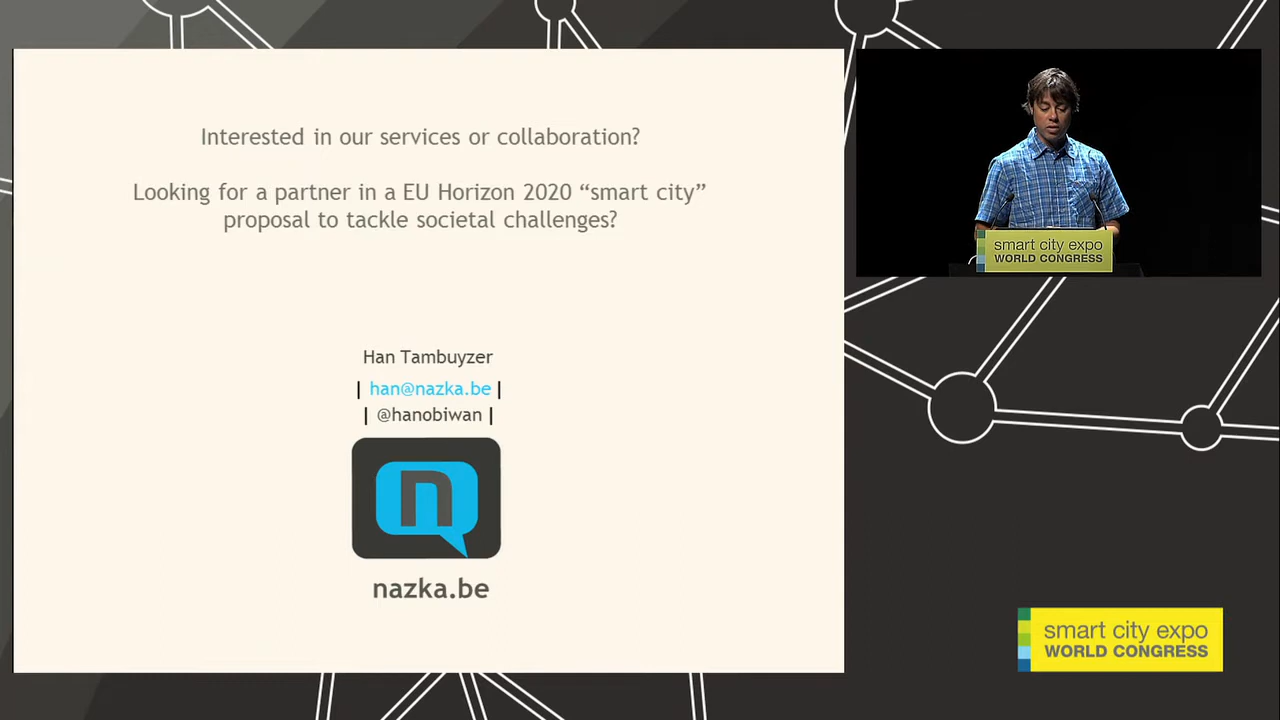 Interested in our services or collaboration?
Looking for a partner in a EU Horizon 2020 “smart city”
proposal to tackle societal challenges?
Han Tambuyzer
| han@nazka.be |
| @hanobiwan |
n
nazka.be
smart city expo
WORLD CONGRESS
smart city expo
WORLD CONGRESS